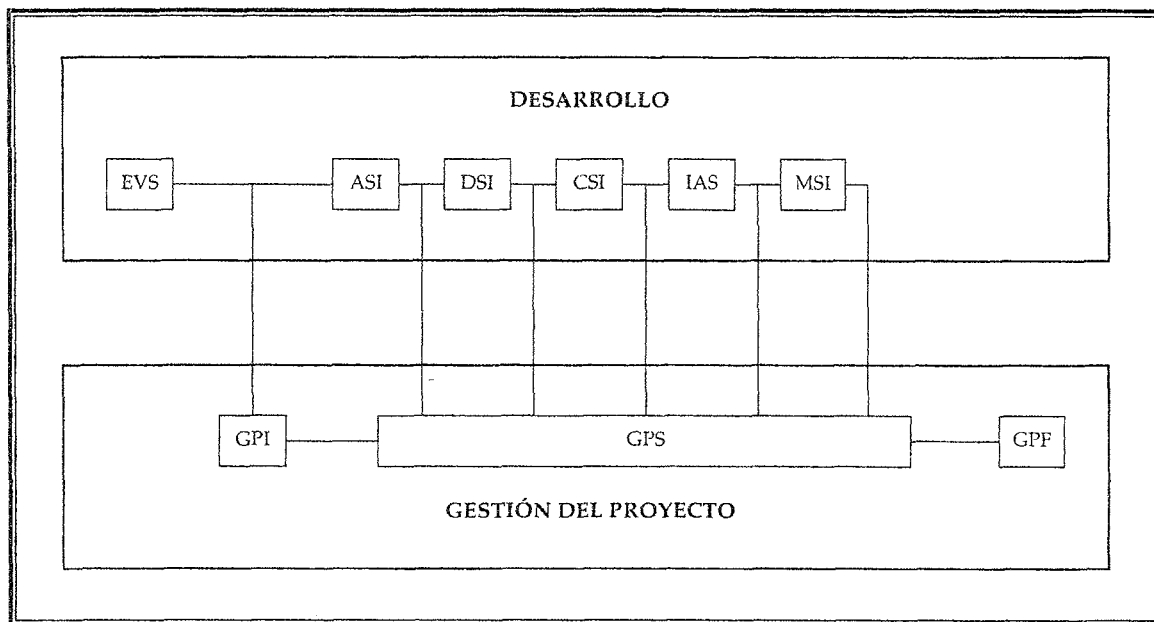 DESARROLLO
EVS ASI DSI CSI IAS MSI
GPI GPS GPF
GESTIÓN DEL PROYECTO